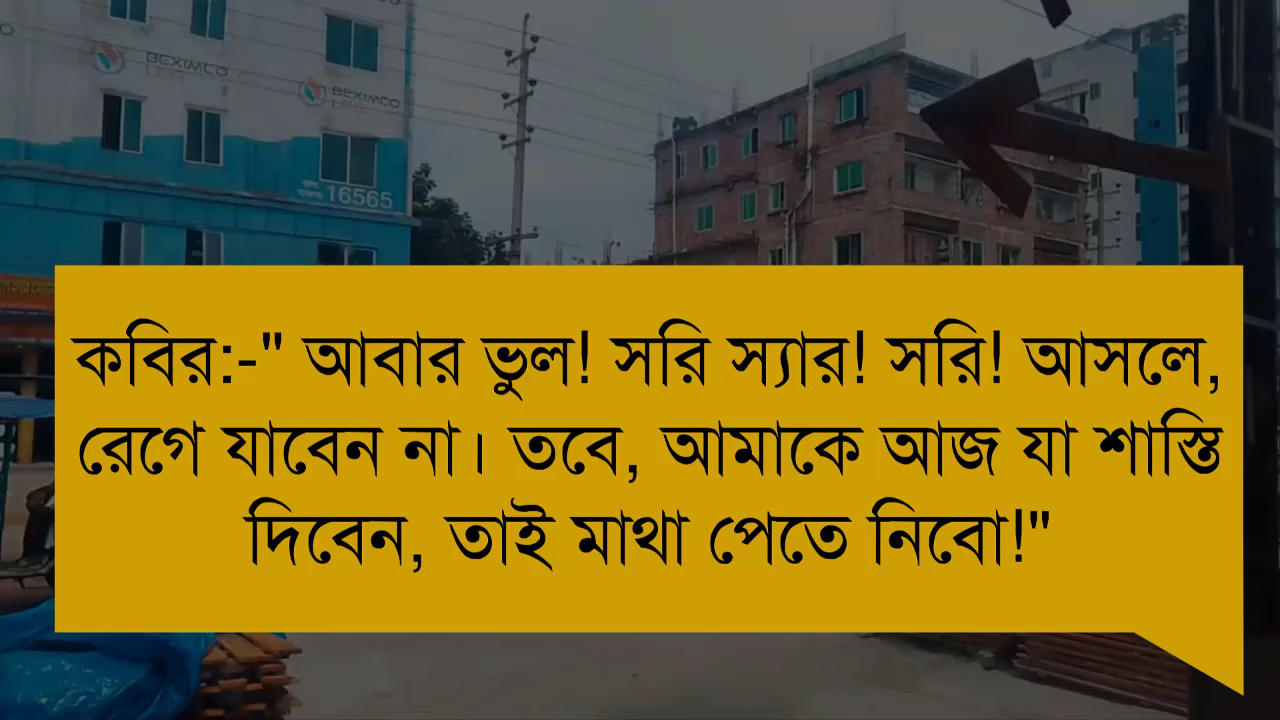 BEXIMCO
BEXIMCO
16565
কবির:-" আবার ভুল! সরি স্যার! সরি! আসলে,
রেগে যাবেন না। তবে, আমাকে আজ যা শাস্তি
দিবেন, তাই মাথা পেতে নিবো!"